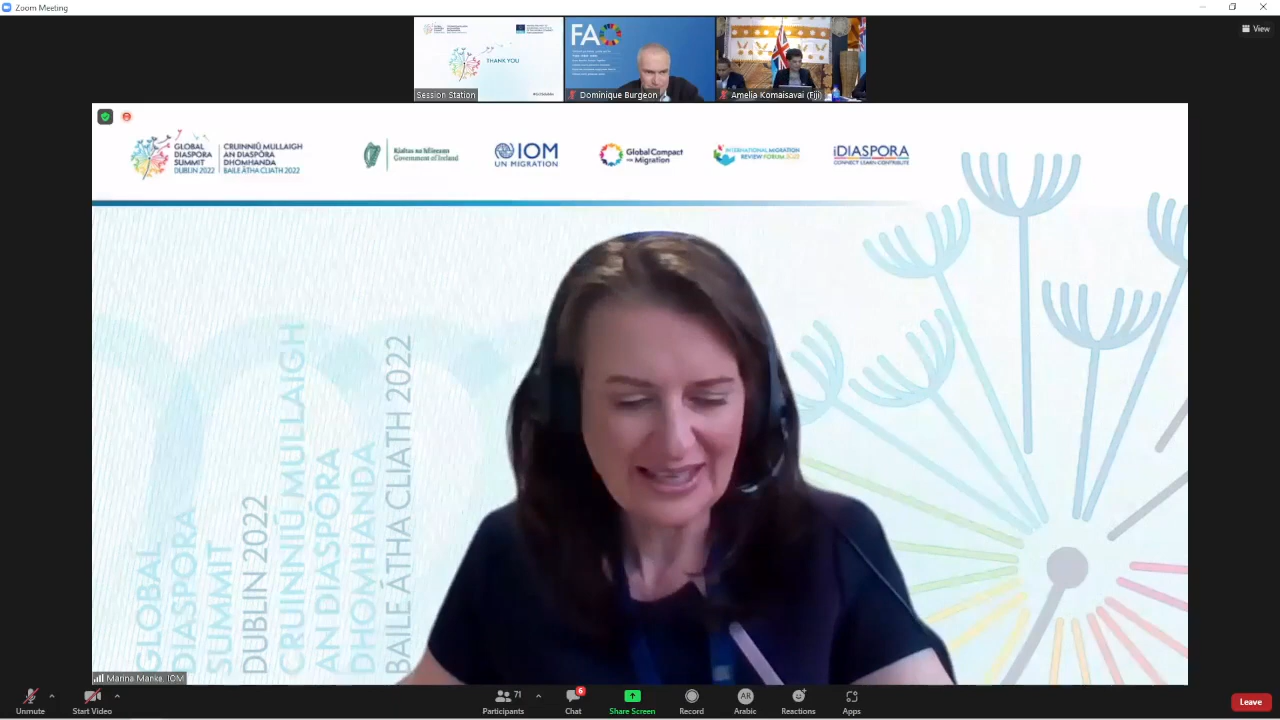 Zoom Meeting
View
THANK YOU
Session Station
FAO
Dominique Burgeon
Amelia Komaisavai (Fiji)
GLOBAL
DIASPORA
SUMMIT
DUBLIN 2022
CRUINNIÚ MULLAIGH
AN DIASPÓRA
DHOMHANDA
BAILE ÁTHA CLIATH 2022
Rialtas na hÉireann
Government of Ireland
IOM
UN MIGRATION
Global Compact
for Migration
INTERNATIONAL MIGRATION
REVIEW FORUM 2022
iDIASPORA
CONNECT LEARN CONTRIBUTE
GLOBAL
DIASPORA
SUMMIT
DUBLIN 2022
CRUINNIÚ MULLAIGH
AN DIASPÓRA
DHOMHANDA
BAILE ÁTHA CLIATH 2022
Marina Manke, IOM
Unmute
Start Video
71
Participants
6
Chat
Share Screen
Record
AR
Arabic
Reactions
Apps
Leave